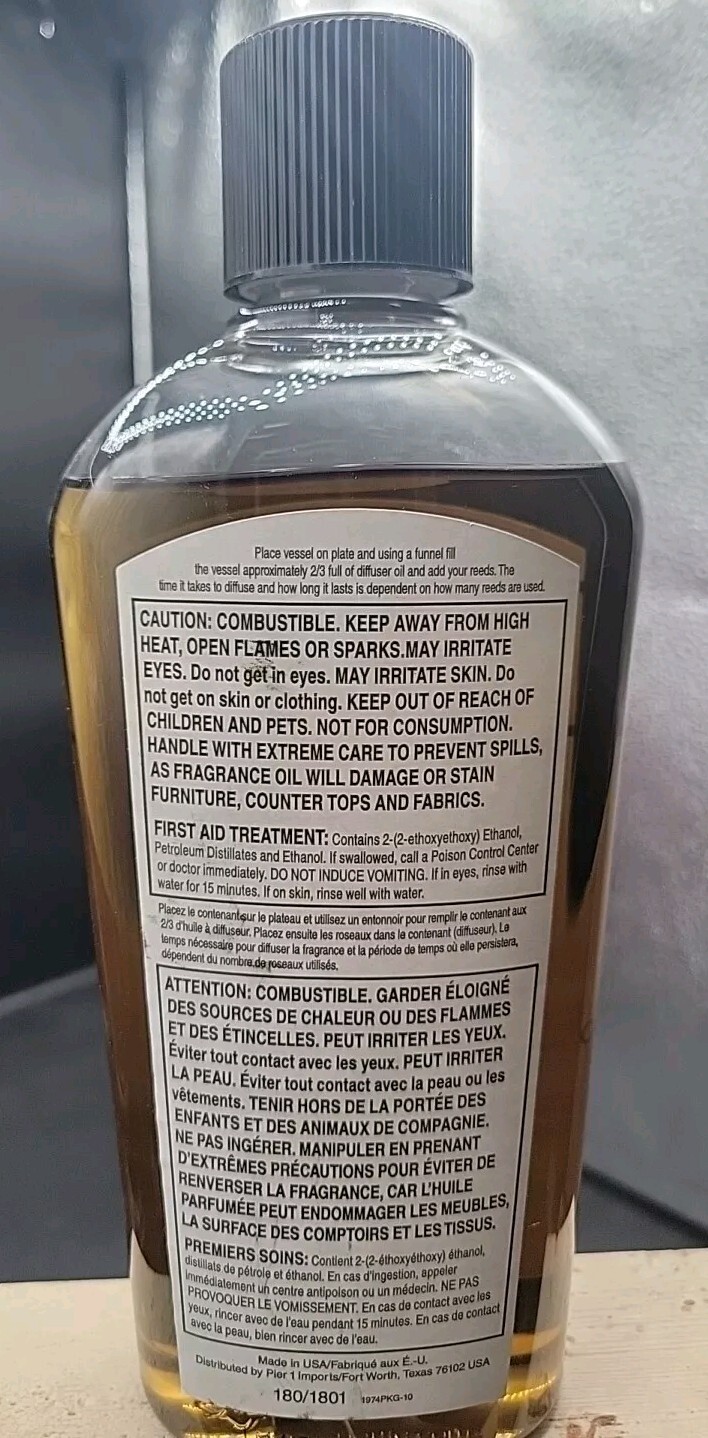 Place vessel on plate and using a funnel fill
the vessel approximately 2/3 full of diffuser oil and add your reeds. The
time it takes to diffuse and how long it lasts is dependent on how many reeds are used.
CAUTION: COMBUSTIBLE. KEEP AWAY FROM HIGH
HEAT, OPEN FLAMES OR SPARKS.MAY IRRITATE
EYES. Do not get in eyes. MAY IRRITATE SKIN. Do
not get on skin or clothing. KEEP OUT OF REACH OF
CHILDREN AND PETS. NOT FOR CONSUMPTION.
HANDLE WITH EXTREME CARE TO PREVENT SPILLS,
AS FRAGRANCE OIL WILL DAMAGE OR STAIN
FURNITURE, COUNTER TOPS AND FABRICS.
FIRST AID TREATMENT: Contains 2-(2-ethoxyethoxy) Ethanol,
Petroleum Distillates and Ethanol. If swallowed, call a Poison Control Center
or doctor immediately. DO NOT INDUCE VOMITING. If in eyes, rinse with
water for 15 minutes. If on skin, rinse well with water.
Placez le contenant sur le plateau et utilisez un entonnoir pour remplir le contenant aux
2/3 d'huile à diffuseur. Placez ensuite les roseaux dans le contenant (diffuseur). Le
temps nécessaire pour diffuser la fragrance et la période de temps où elle persistera,
dépendent du nombre de roseaux utilisés.
ATTENTION: COMBUSTIBLE. GARDER ÉLOIGNÉ
DES SOURCES DE CHALEUR OU DES FLAMMES
ET DES ÉTINCELLES. PEUT IRRITER LES YEUX.
Éviter tout contact avec les yeux. PEUT IRRITER
LA PEAU. Éviter tout contact avec la peau ou les
vêtements. TENIR HORS DE LA PORTÉE DES
ENFANTS ET DES ANIMAUX DE COMPAGNIE.
NE PAS INGÉRER. MANIPULER EN PRENANT
D'EXTRÊMES PRÉCAUTIONS POUR ÉVITER DE
RENVERSER LA FRAGRANCE, CAR L'HUILE
PARFUMÉE PEUT ENDOMMAGER LES MEUBLES,
LA SURFACE DES COMPTOIRS ET LES TISSUS.
PREMIERS SOINS: Contient 2-(2-éthoxyéthoxy) éthanol,
distillats de pétrole et éthanol. En cas d'ingestion, appeler
immédiatement un centre antipoison ou un médecin. NE PAS
PROVOQUER LE VOMISSEMENT. En cas de contact avec les
yeux, rincer avec de l'eau pendant 15 minutes. En cas de contact
avec la peau, bien rincer avec de l'eau.
Made in USA/Fabriqué aux É.-U.
Distributed by Pier 1 Imports/Fort Worth, Texas 76102 USA
180/1801 1974PKG-10